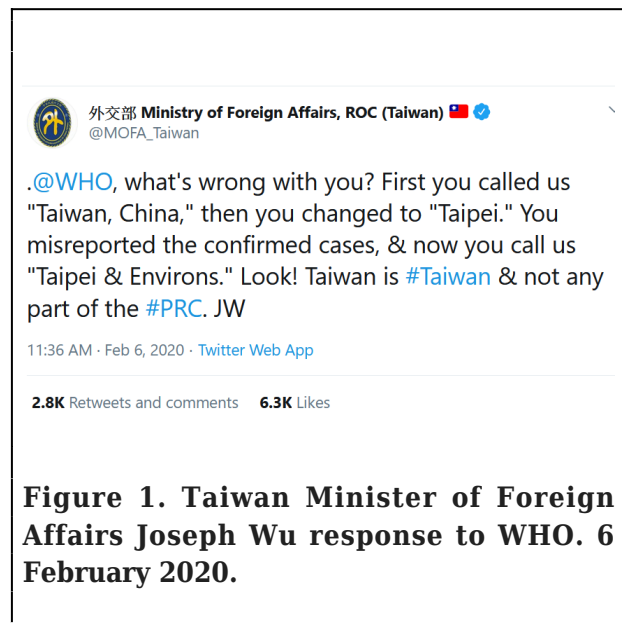 外交部 Ministry of Foreign Affairs, ROC (Taiwan)
@MOFA_Taiwan
.@WHO, what's wrong with you? First you called us
"Taiwan, China," then you changed to "Taipei." You
misreported the confirmed cases, & now you call us
"Taipei & Environs." Look! Taiwan is #Taiwan & not any
part of the #PRC. JW
11:36 AM · Feb 6, 2020 · Twitter Web App
2.8K Retweets and comments 6.3K Likes
Figure 1. Taiwan Minister of Foreign
Affairs Joseph Wu response to WHO. 6
February 2020.